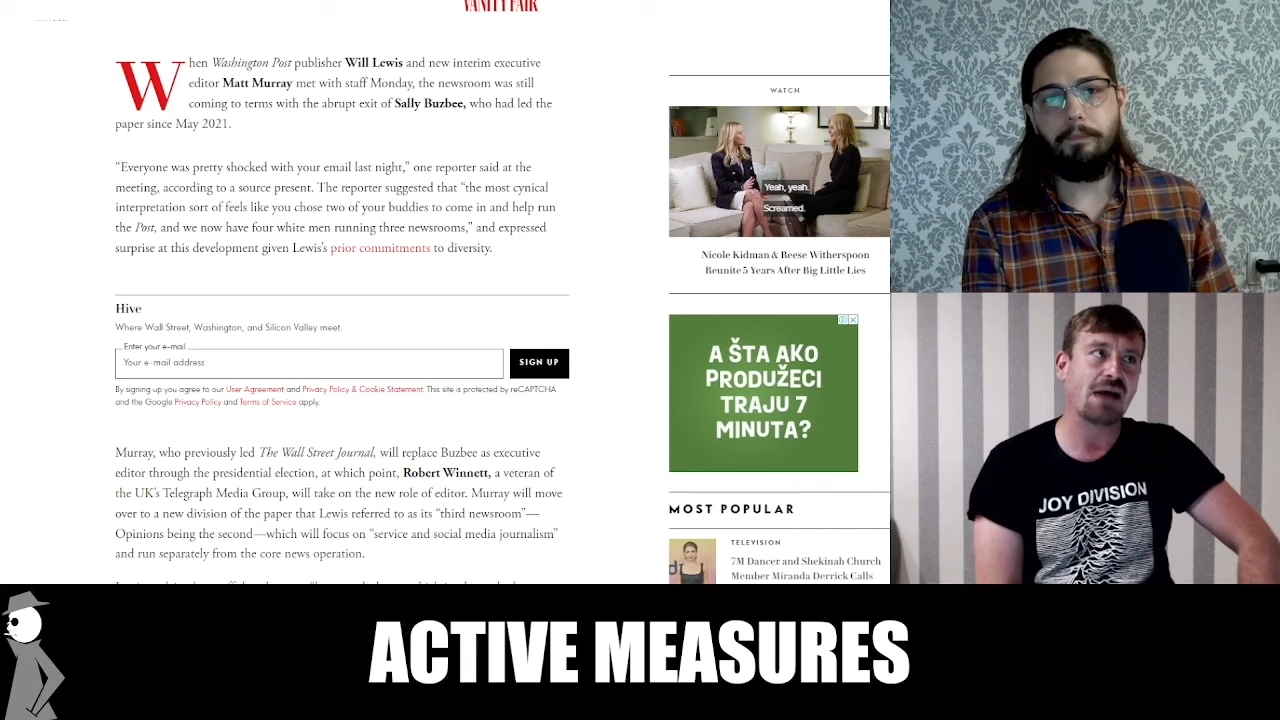 VANITY FAIR
When Washington Post publisher Will Lewis and new interim executive
editor Matt Murray met with staff Monday, the newsroom was still
coming to terms with the abrupt exit of Sally Buzbee, who had led the
paper since May 2021.
“Everyone was pretty shocked with your email last night,” one reporter said at the
meeting, according to a source present. The reporter suggested that “the most cynical
interpretation sort of feels like you chose two of your buddies to come in and help run
the Post, and we now have four white men running three newsrooms,” and expressed
surprise at this development given Lewis’s prior commitments to diversity.
Hive
Where Wall Street, Washington, and Silicon Valley meet.
Enter your e-mail
Your e-mail address
SIGN UP
By signing up you agree to our User Agreement and Privacy Policy & Cookie Statement. This site is protected by reCAPTCHA
and the Google Privacy Policy and Terms of Service apply.
Murray, who previously led The Wall Street Journal, will replace Buzbee as executive
editor through the presidential election, at which point, Robert Winnett, a veteran of
the UK’s Telegraph Media Group, will take on the new role of editor. Murray will move
over to a new division of the paper that Lewis referred to as its “third newsroom”—
Opinions being the second—which will focus on “service and social media journalism”
and run separately from the core news operation.
WATCH
Yeah, yeah.
Screamed.
Nicole Kidman & Reese Witherspoon
Reunite 5 Years After Big Little Lies
A ŠTA AKO
PRODUŽECI
TRAJU 7
MINUTA?
MOST POPULAR
TELEVISION
7M Dancer and Shekinah Church
Member Miranda Derrick Calls
JOY DIVISION
ACTIVE MEASURES